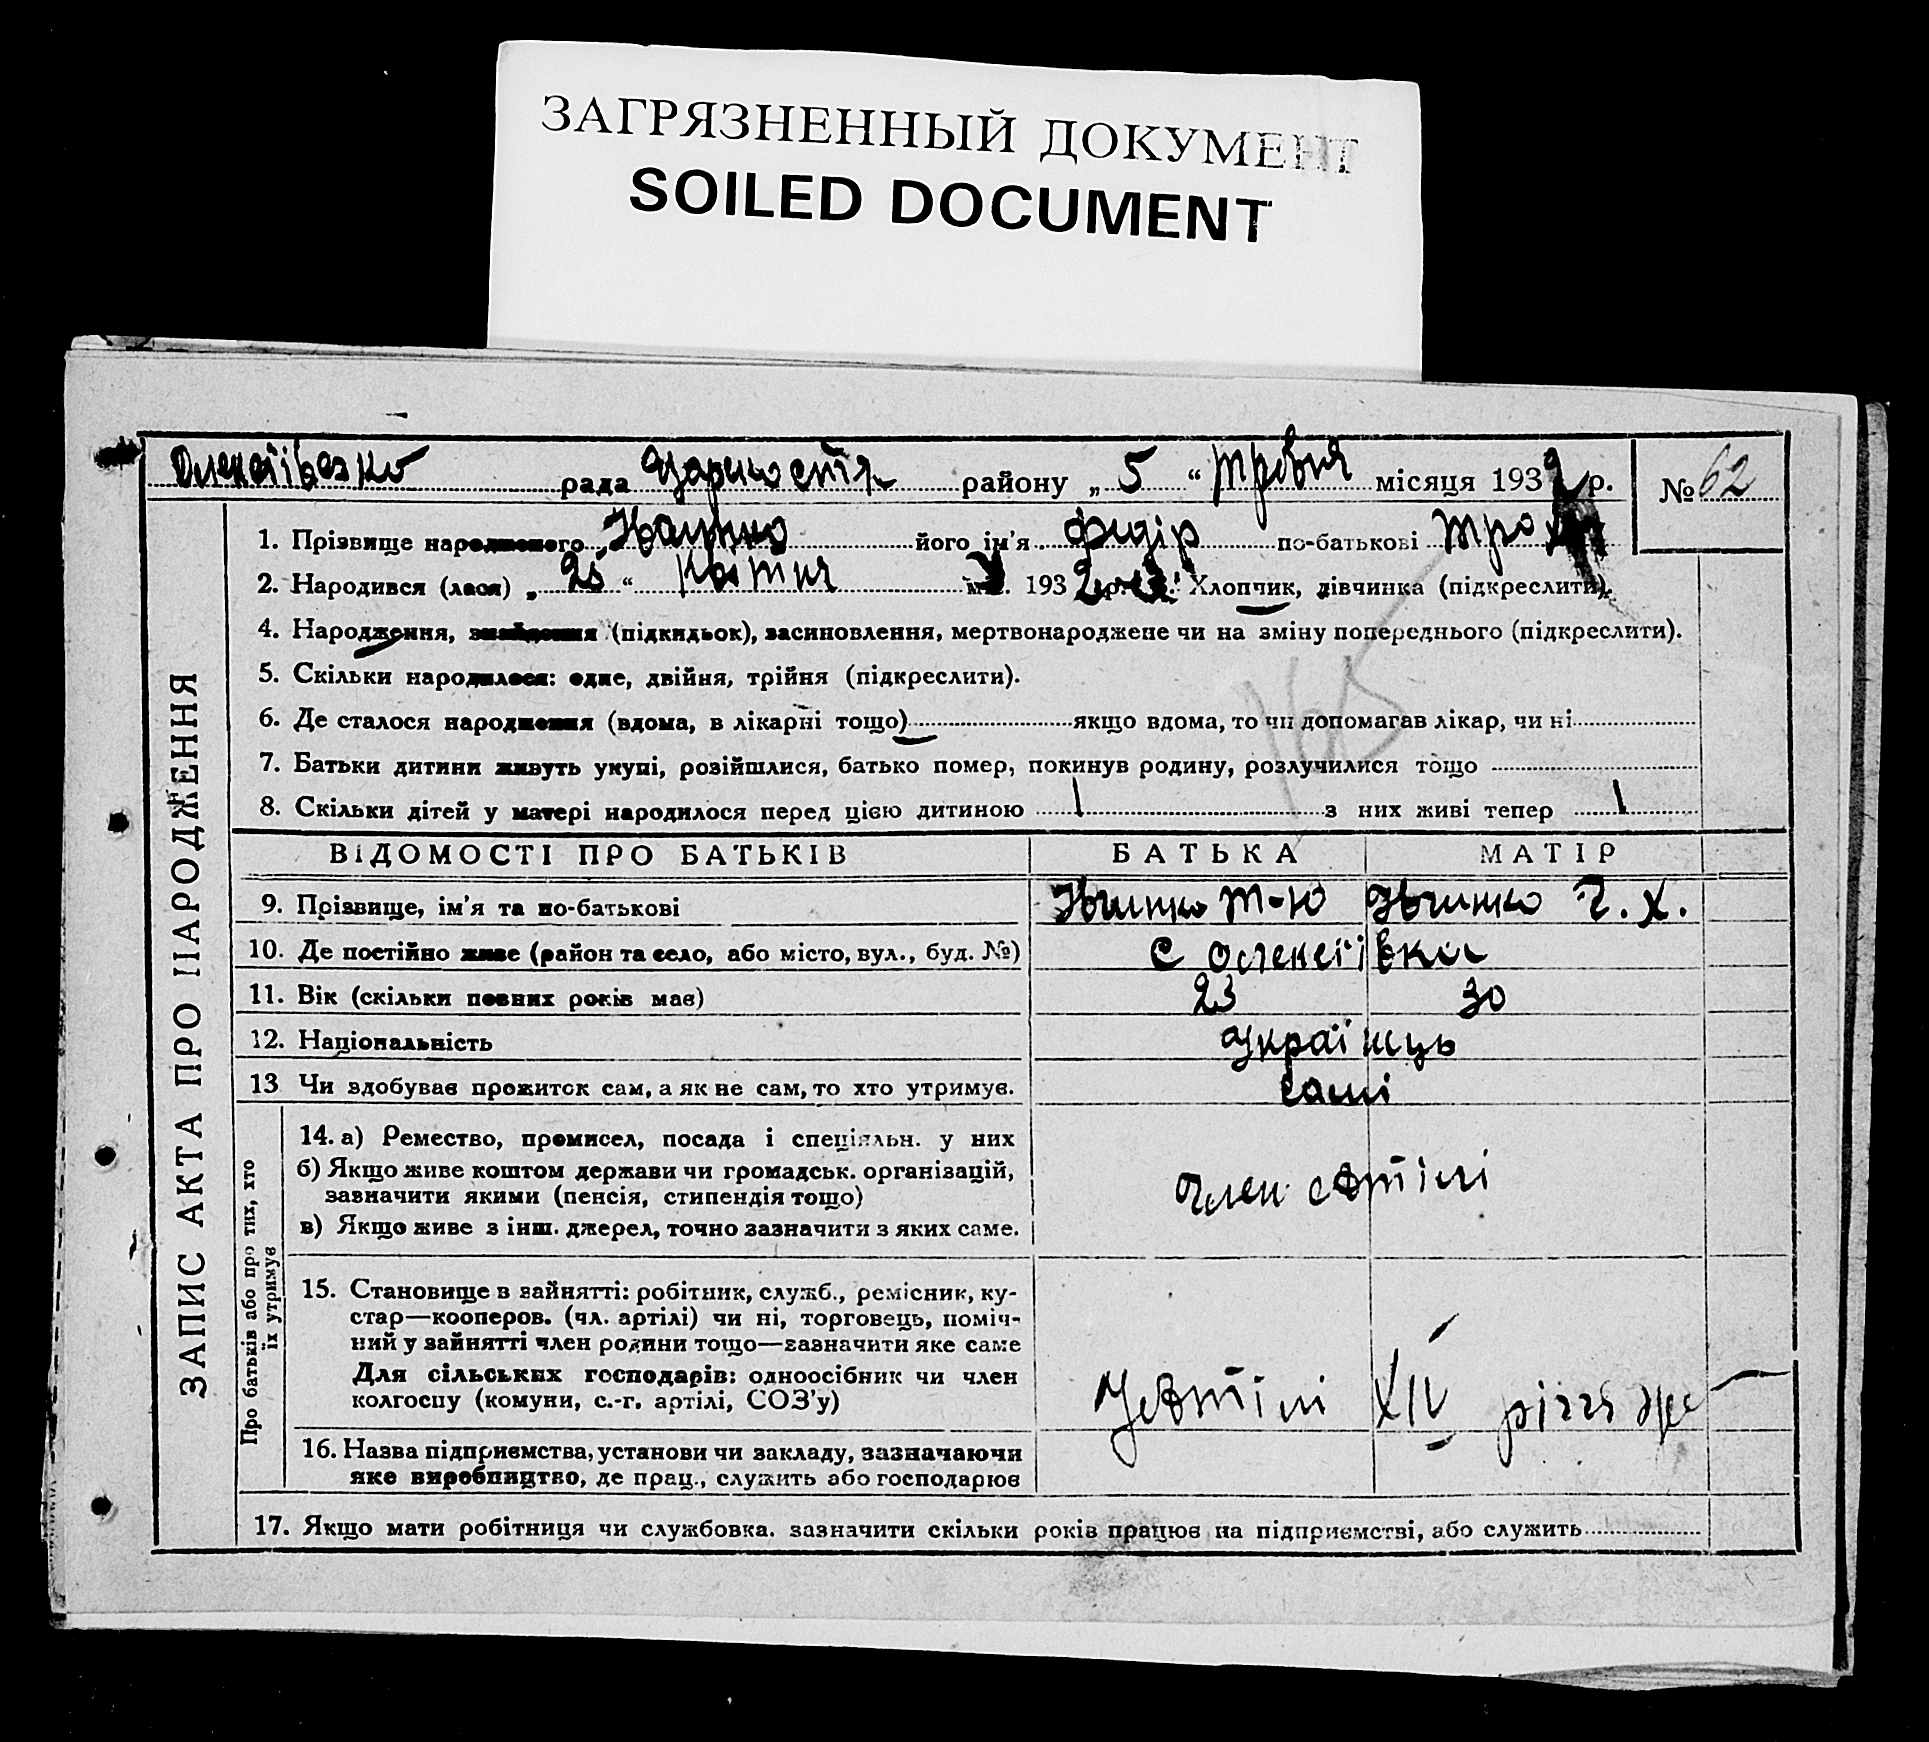 ЗАГРЯЗНЕННЫЙ ДОКУМЕНТ
SOILED DOCUMENT
рада району „ 5 “ травня місяця 1932 р. № 62
ЗАПИС АКТА ПРО НАРОДЖЕННЯ
1. Прізвище народженого його ім'я Федір по-батькові
2. Народився (лася) „ “ 1932 р. Хлопчик, дівчинка (підкреслити).
4. Народження, знайдення (підкидьок), засиновлення, мертвонароджене чи на зміну попереднього (підкреслити).
5. Скільки народилося: одне, двійня, трійня (підкреслити).
6. Де сталося народження (вдома, в лікарні тощо) якщо вдома, то чи допомагав лікар, чи ні
165
7. Батьки дитини живуть укупі, розійшлися, батько помер, покинув родину, розлучилися тощо
8. Скільки дітей у матері народилося перед цією дитиною 1 з них живі тепер 1
ВІДОМОСТІ ПРО БАТЬКІВ БАТЬКА МАТІР
9. Прізвище, ім'я та по-батькові
10. Де постійно живе (район та село, або місто, вул., буд. №) с Олексіївка
11. Вік (скільки повних років має) 23 30
12. Національність Українць
13 Чи здобуває прожиток сам, а як не сам, то хто утримує. самі
Про батьків або про тих, хто
їх утримує
14. а) Ремество, промисел, посада і спеціяльн. у них
б) Якщо живе коштом держави чи громадськ. організацій,
зазначити якими (пенсія, стипендія тощо)
член
в) Якщо живе з інш. джерел, точно зазначити з яких саме.
15. Становище в зайнятті: робітник, служб., ремісник, ку-
стар—кооперов. (чл. артілі) чи ні, торговець, поміч-
ний у зайнятті член родини тощо—зазначити яке саме
Для сільських господарів: одноосібник чи член
колгоспу (комуни, с.-г. артілі, СОЗ'у)
XIV річчя
16. Назва підприємства, установи чи закладу, зазначаючи
яке виробництво, де прац., служить або господарює
17. Якщо мати робітниця чи службовка. зазначити скільки років працює на підприємстві, або служить